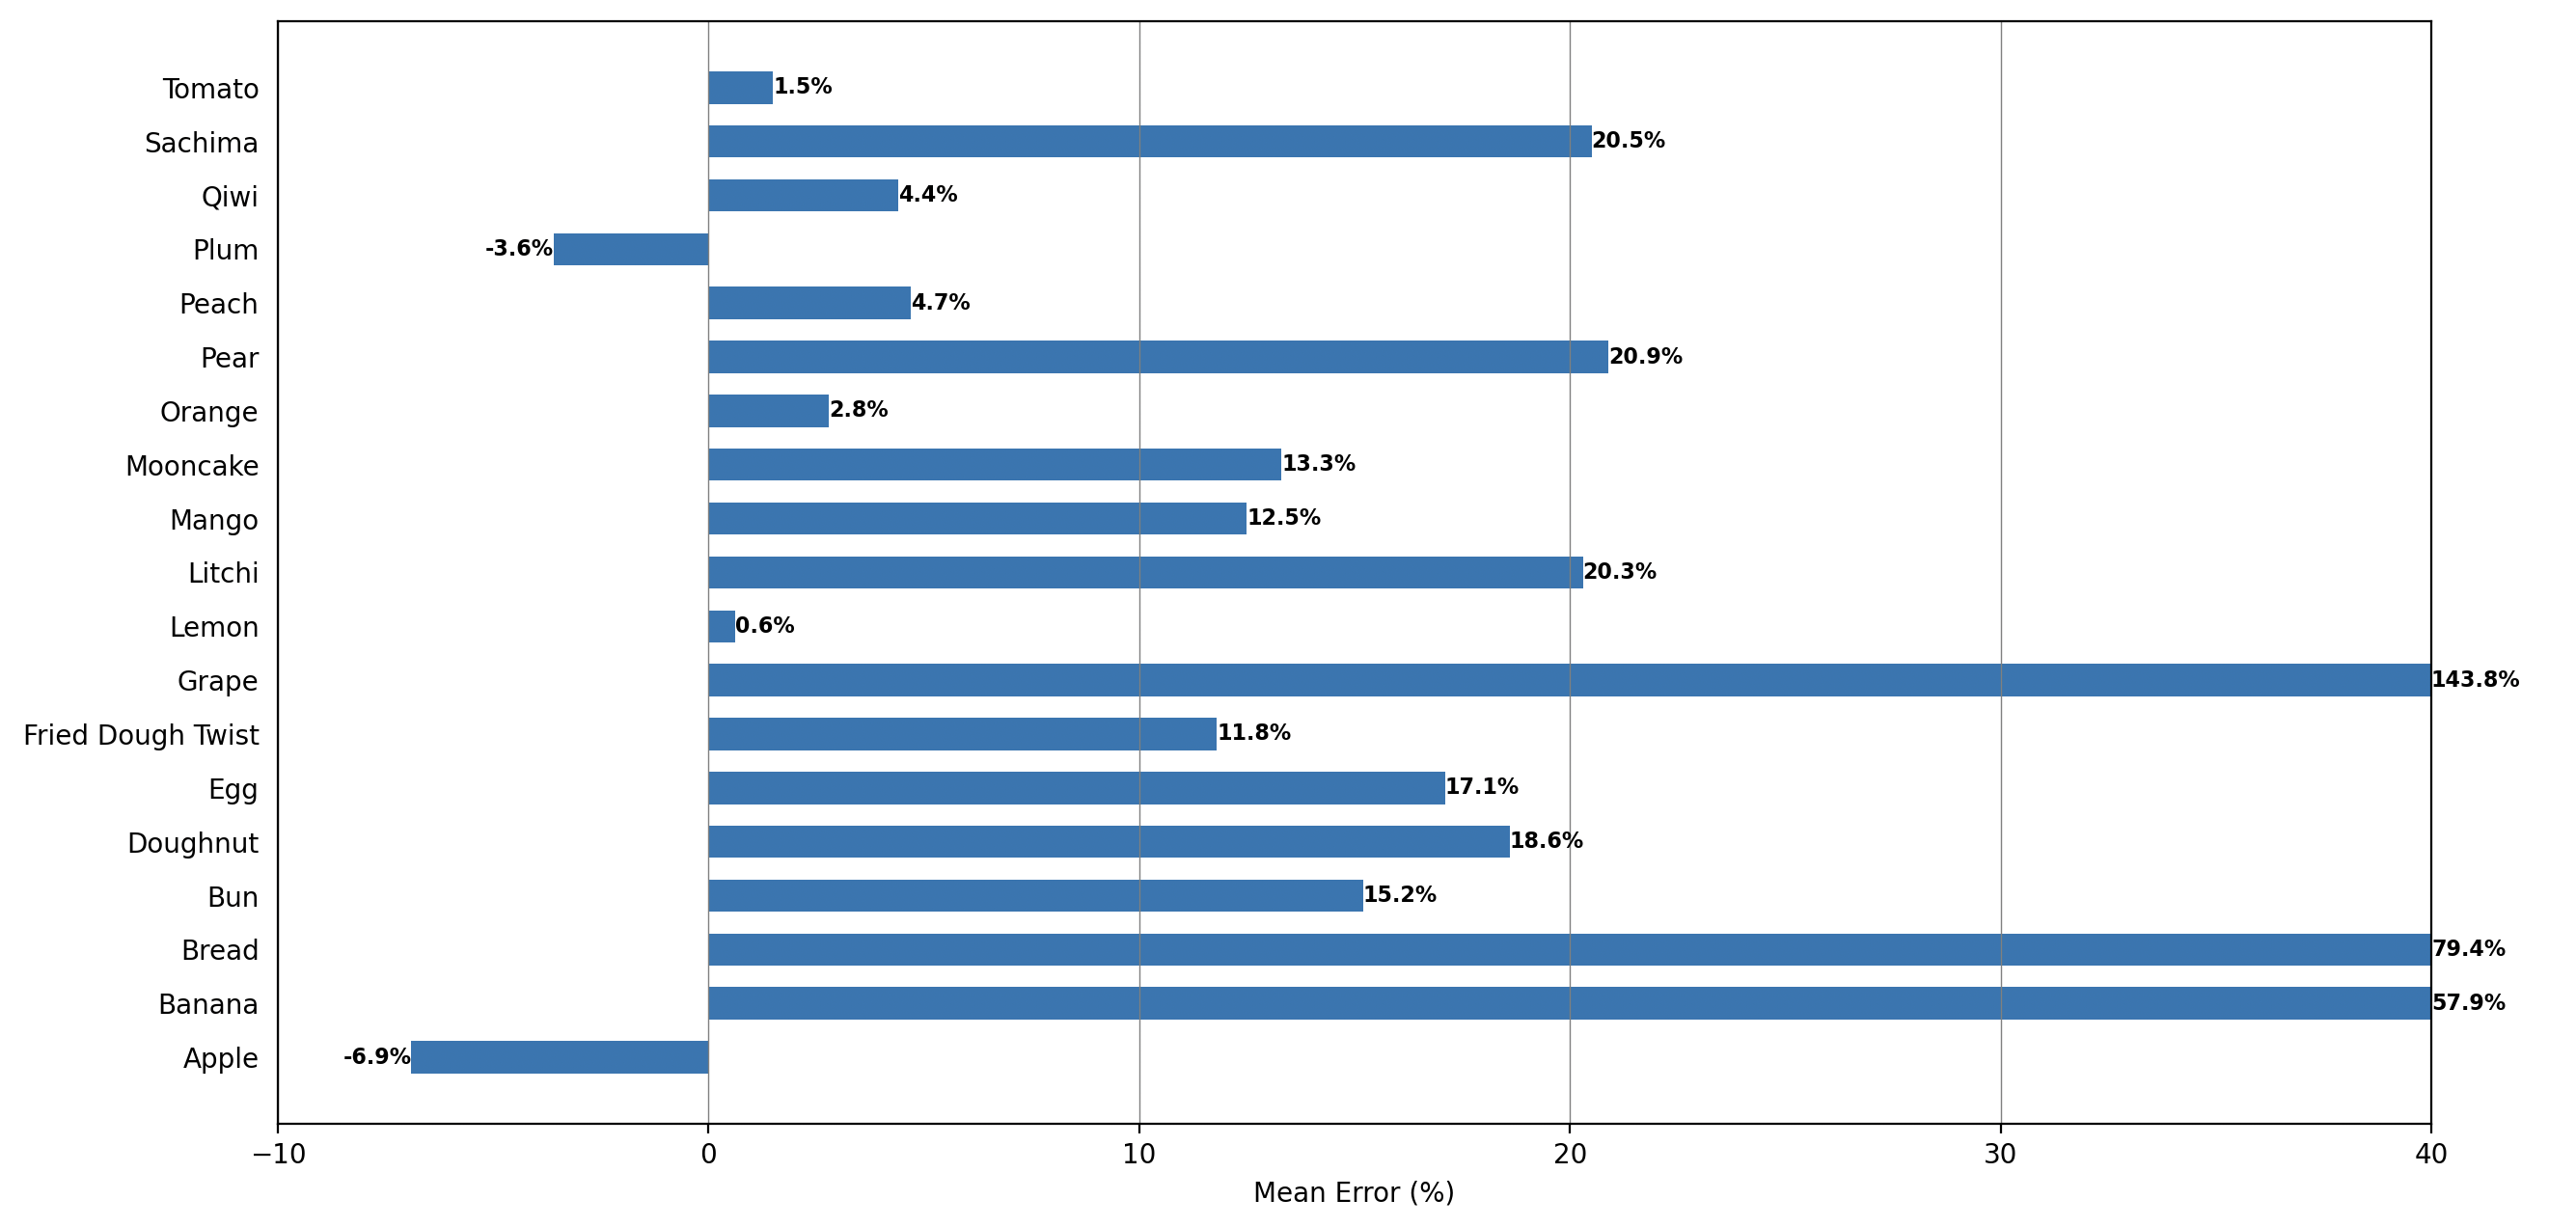 Tomato 1.5%
Sachima 20.5%
Qiwi 4.4%
Plum -3.6%
Peach 4.7%
Pear 20.9%
Orange 2.8%
Mooncake 13.3%
Mango 12.5%
Litchi 20.3%
Lemon 0.6%
Grape 143.8%
Fried Dough Twist 11.8%
Egg 17.1%
Doughnut 18.6%
Bun 15.2%
Bread 79.4%
Banana 57.9%
Apple -6.9%
−10 0 10 20 30 40
Mean Error (%)